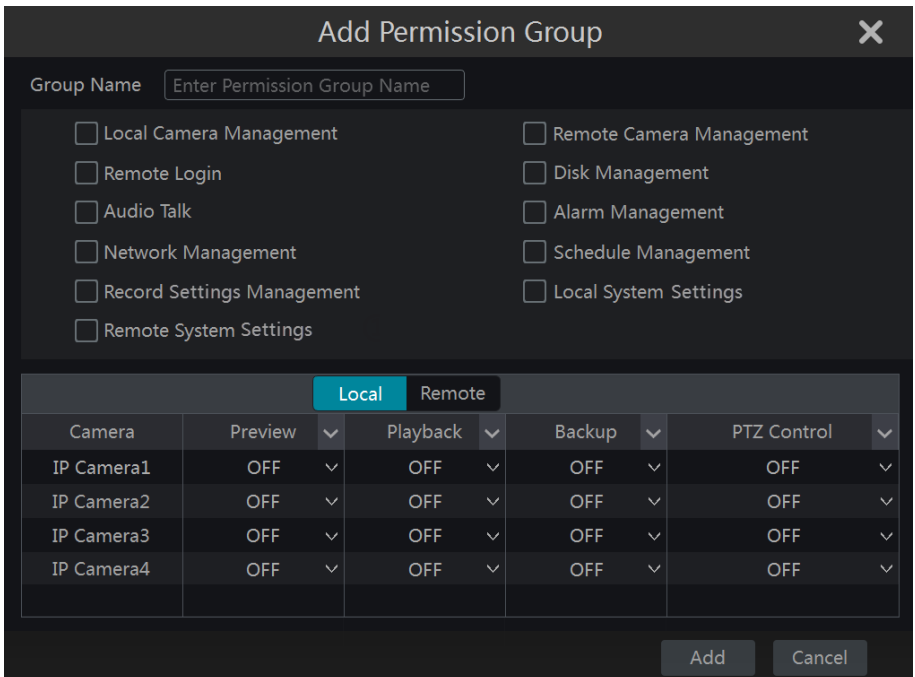 Add Permission Group
Group Name Enter Permission Group Name
Local Camera Management Remote Camera Management
Remote Login Disk Management
Audio Talk Alarm Management
Network Management Schedule Management
Record Settings Management Local System Settings
Remote System Settings
Local Remote
Camera Preview Playback Backup PTZ Control
IP Camera1 OFF OFF OFF OFF
IP Camera2 OFF OFF OFF OFF
IP Camera3 OFF OFF OFF OFF
IP Camera4 OFF OFF OFF OFF
Add Cancel